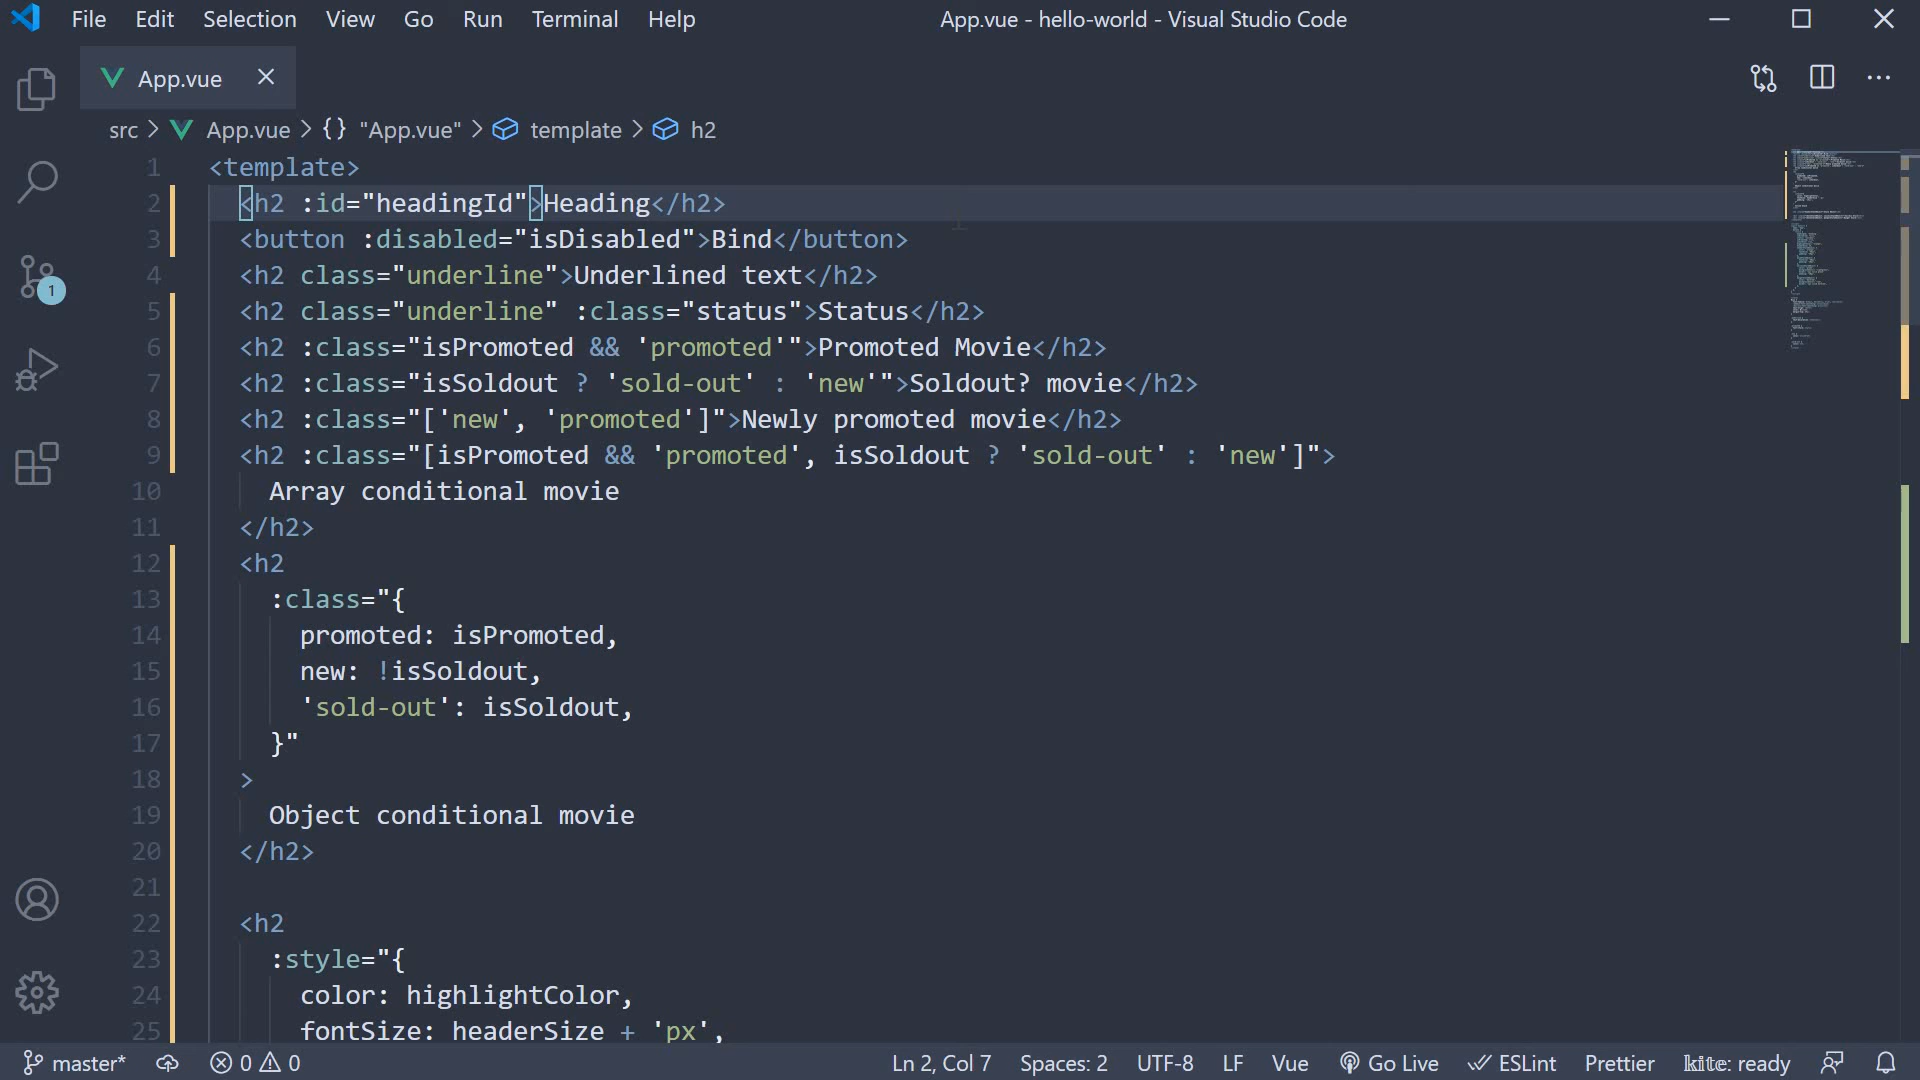 File Edit Selection View Go Run Terminal Help App.vue - hello-world - Visual Studio Code
App.vue
src > App.vue > {} "App.vue" > template > h2
1 <template>
2 <h2 :id="headingId">Heading</h2>
3 <button :disabled="isDisabled">Bind</button>
4 <h2 class="underline">Underlined text</h2>
5 <h2 class="underline" :class="status">Status</h2>
6 <h2 :class="isPromoted && 'promoted'">Promoted Movie</h2>
7 <h2 :class="isSoldout ? 'sold-out' : 'new'">Soldout? movie</h2>
8 <h2 :class="['new', 'promoted']">Newly promoted movie</h2>
9 <h2 :class="[isPromoted && 'promoted', isSoldout ? 'sold-out' : 'new']">
10 Array conditional movie
11 </h2>
12 <h2
13 :class="{
14 promoted: isPromoted,
15 new: !isSoldout,
16 'sold-out': isSoldout,
17 }"
18 >
19 Object conditional movie
20 </h2>
21
22 <h2
23 :style="{
24 color: highlightColor,
25 fontSize: headerSize + 'px',
1
master* 0 0 Ln 2, Col 7 Spaces: 2 UTF-8 LF Vue Go Live ESLint Prettier kite: ready